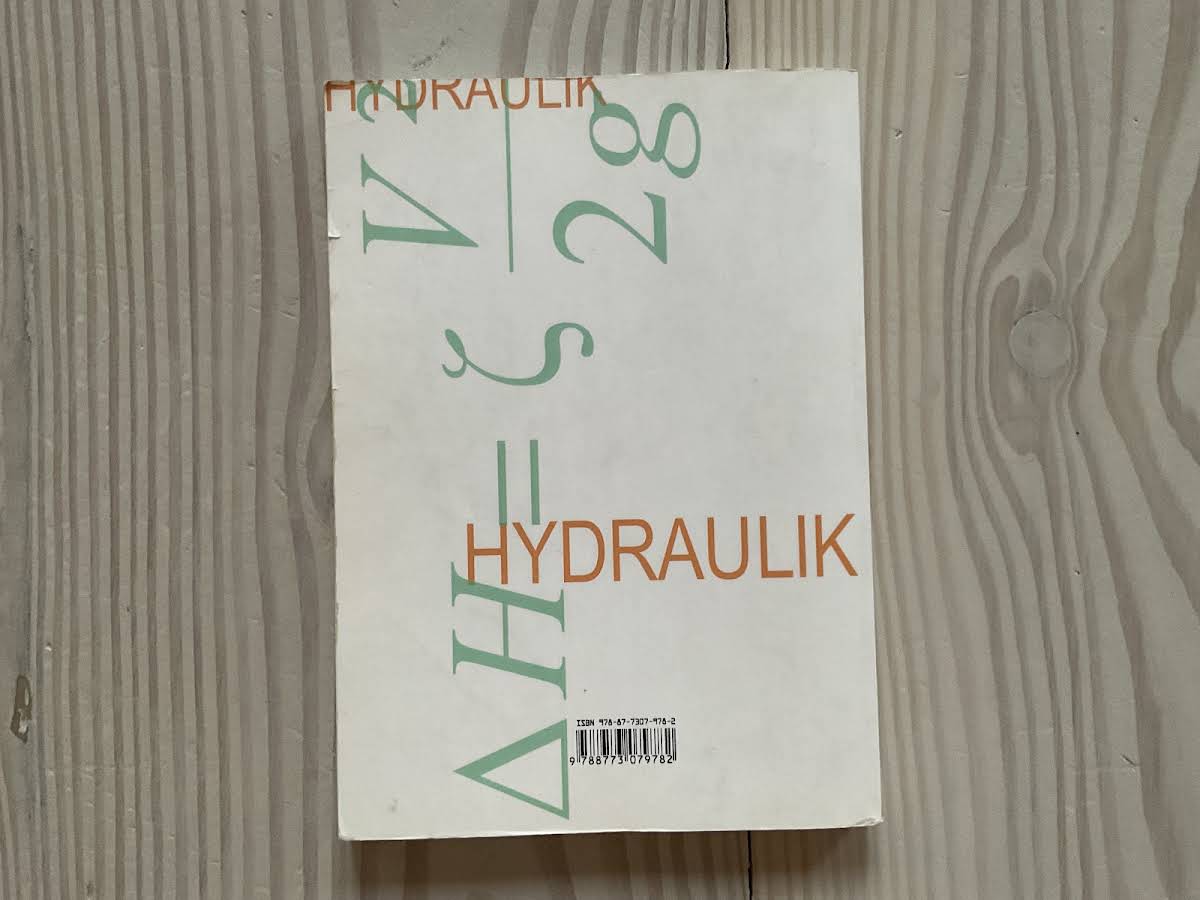 HYDRAULIK
ΔH = ζ V² / 2g
HYDRAULIK
ISBN 978-87-7307-978-2
9 788773 079782